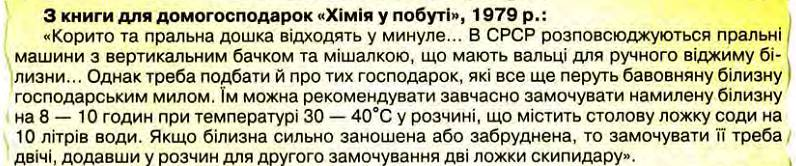 З книги для домогосподарок «Хімія у побуті», 1979 р.:
«Корито та пральна дошка відходять у минуле... В СРСР розповсюджуються пральні
машини з вертикальним бачком та мішалкою, що мають вальці для ручного віджиму бі-
лизни... Однак треба подбати й про тих господарок, які все ще перуть бавовняну білизну
господарським милом. Їм можна рекомендувати завчасно замочувати намилену білизну
на 8 — 10 годин при температурі 30 — 40°С у розчині, що містить столову ложку соди на
10 літрів води. Якщо білизна сильно заношена або забруднена, то замочувати її треба
двічі, додавши у розчин для другого замочування дві ложки скипидару».